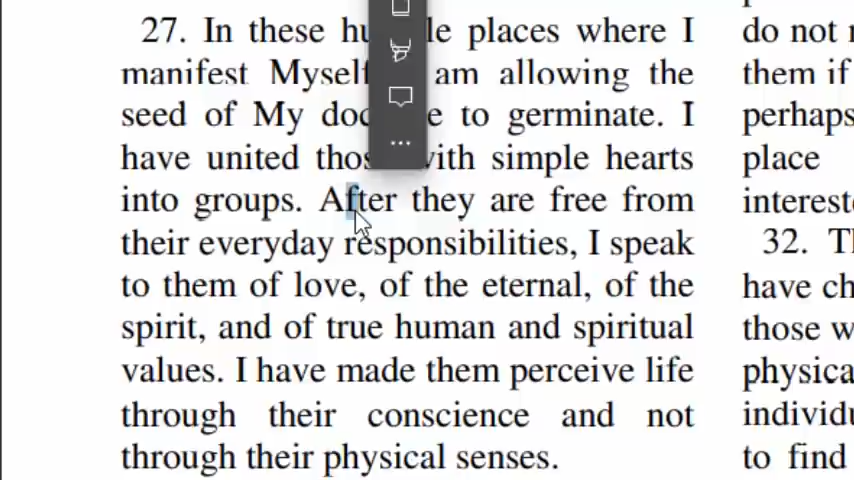 27. In these hu le places where I
manifest Myself am allowing the
seed of My doc e to germinate. I
have united thos with simple hearts
into groups. After they are free from
their everyday responsibilities, I speak
to them of love, of the eternal, of the
spirit, and of true human and spiritual
values. I have made them perceive life
through their conscience and not
through their physical senses.
do not
them if
perhaps
place
interest
32.
have ch
those w
physica
individu
to find